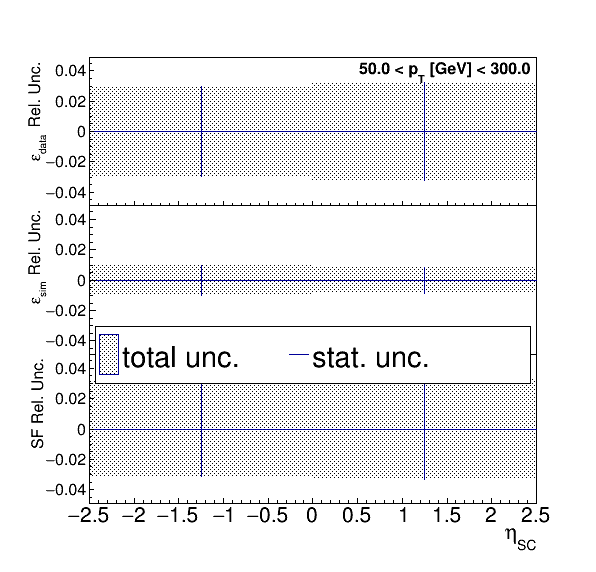 50.0 < p_T [GeV] < 300.0
ε_data Rel. Unc.
0.04
0.02
0
−0.02
−0.04
ε_sim Rel. Unc.
0.04
0.02
0
−0.02
−0.04
total unc. stat. unc.
SF Rel. Unc.
0.04
0.02
0
−0.02
−0.04
−2.5 −2 −1.5 −1 −0.5 0 0.5 1 1.5 2 2.5
η_SC